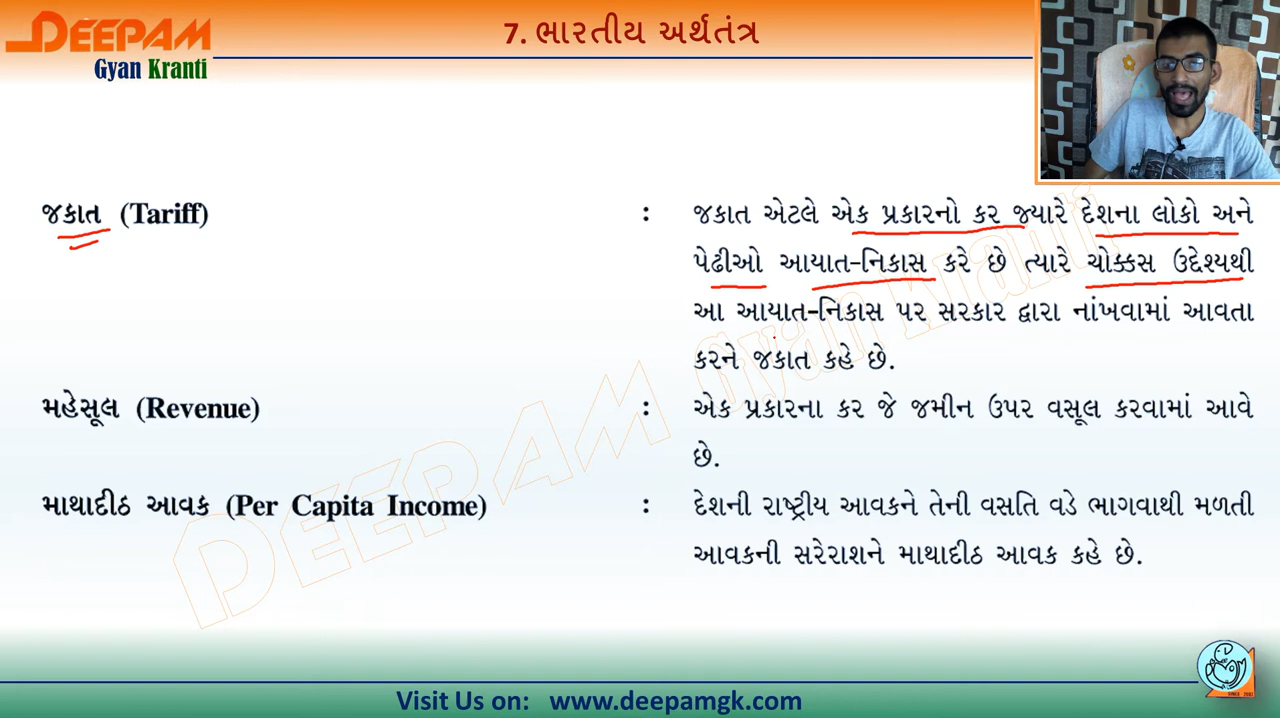 DEEPAM
Gyan Kranti
7. ભારતીય અર્થતંત્ર
જકાત (Tariff) : જકાત એટલે એક પ્રકારનો કર જ્યારે દેશના લોકો અને
પેઢીઓ આયાત-નિકાસ કરે છે ત્યારે ચોક્કસ ઉદ્દેશ્યથી
આ આયાત-નિકાસ પર સરકાર દ્વારા નાંખવામાં આવતા
કરને જકાત કહે છે.
મહેસૂલ (Revenue) : એક પ્રકારના કર જે જમીન ઉપર વસૂલ કરવામાં આવે
છે.
માથાદીઠ આવક (Per Capita Income) : દેશની રાષ્ટ્રીય આવકને તેની વસતિ વડે ભાગવાથી મળતી
આવકની સરેરાશને માથાદીઠ આવક કહે છે.
DEEPAM Gyan Kranti
Visit Us on: www.deepamgk.com